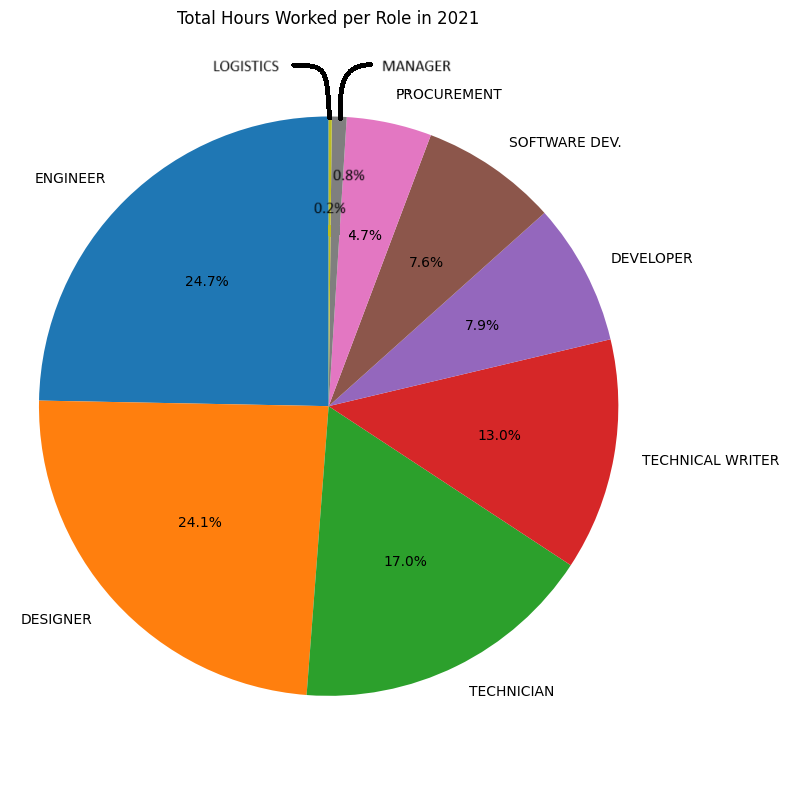 Total Hours Worked per Role in 2021
LOGISTICS
MANAGER
PROCUREMENT
SOFTWARE DEV.
ENGINEER
0.8%
0.2%
4.7%
DEVELOPER
7.6%
24.7%
7.9%
13.0%
TECHNICAL WRITER
24.1%
17.0%
DESIGNER
TECHNICIAN